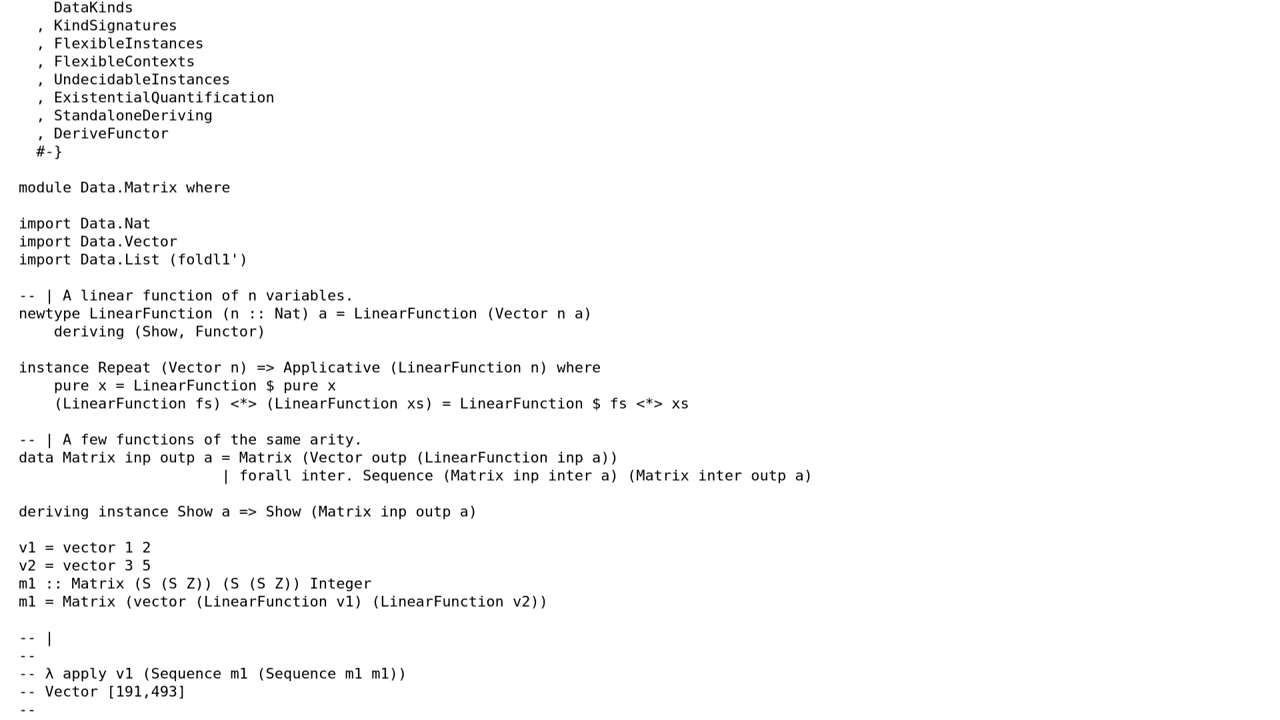 DataKinds
  , KindSignatures
  , FlexibleInstances
  , FlexibleContexts
  , UndecidableInstances
  , ExistentialQuantification
  , StandaloneDeriving
  , DeriveFunctor
  #-}

module Data.Matrix where

import Data.Nat
import Data.Vector
import Data.List (foldl1')

-- | A linear function of n variables.
newtype LinearFunction (n :: Nat) a = LinearFunction (Vector n a)
    deriving (Show, Functor)

instance Repeat (Vector n) => Applicative (LinearFunction n) where
    pure x = LinearFunction $ pure x
    (LinearFunction fs) <*> (LinearFunction xs) = LinearFunction $ fs <*> xs

-- | A few functions of the same arity.
data Matrix inp outp a = Matrix (Vector outp (LinearFunction inp a))
                       | forall inter. Sequence (Matrix inp inter a) (Matrix inter outp a)

deriving instance Show a => Show (Matrix inp outp a)

v1 = vector 1 2
v2 = vector 3 5
m1 :: Matrix (S (S Z)) (S (S Z)) Integer
m1 = Matrix (vector (LinearFunction v1) (LinearFunction v2))

-- |
--
-- λ apply v1 (Sequence m1 (Sequence m1 m1))
-- Vector [191,493]
--